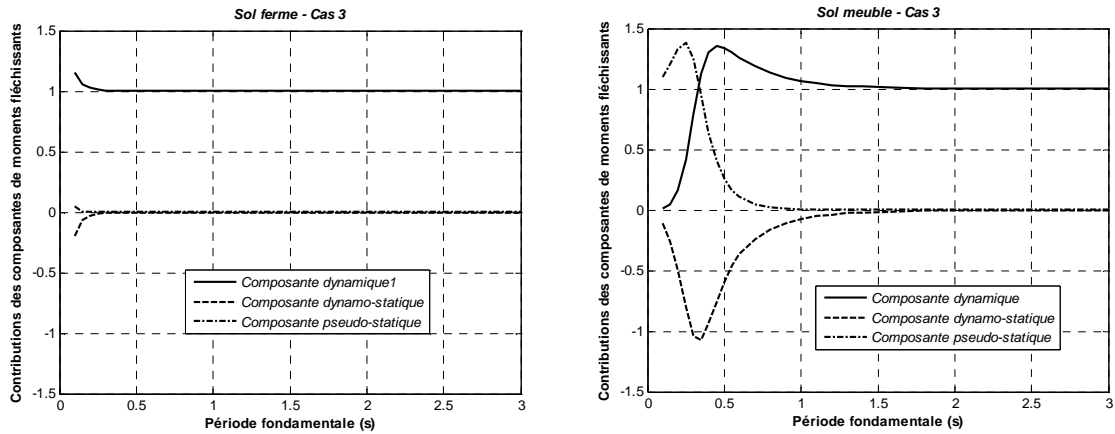 Sol ferme - Cas 3
Contributions des composantes de moments fléchissants
1.5
1
0.5
0
-0.5
-1
-1.5
Composante dynamique1
Composante dynamo-statique
Composante pseudo-statique
0 0.5 1 1.5 2 2.5 3
Période fondamentale (s)
Sol meuble - Cas 3
Contributions des composantes de moments fléchissants
1.5
1
0.5
0
-0.5
-1
-1.5
Composante dynamique
Composante dynamo-statique
Composante pseudo-statique
0 0.5 1 1.5 2 2.5 3
Période fondamentale (s)